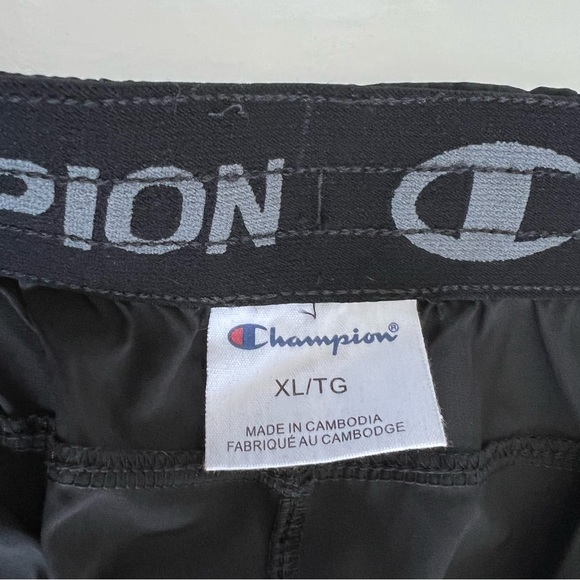 PION C
Champion®
XL/TG
MADE IN CAMBODIA
FABRIQUÉ AU CAMBODGE